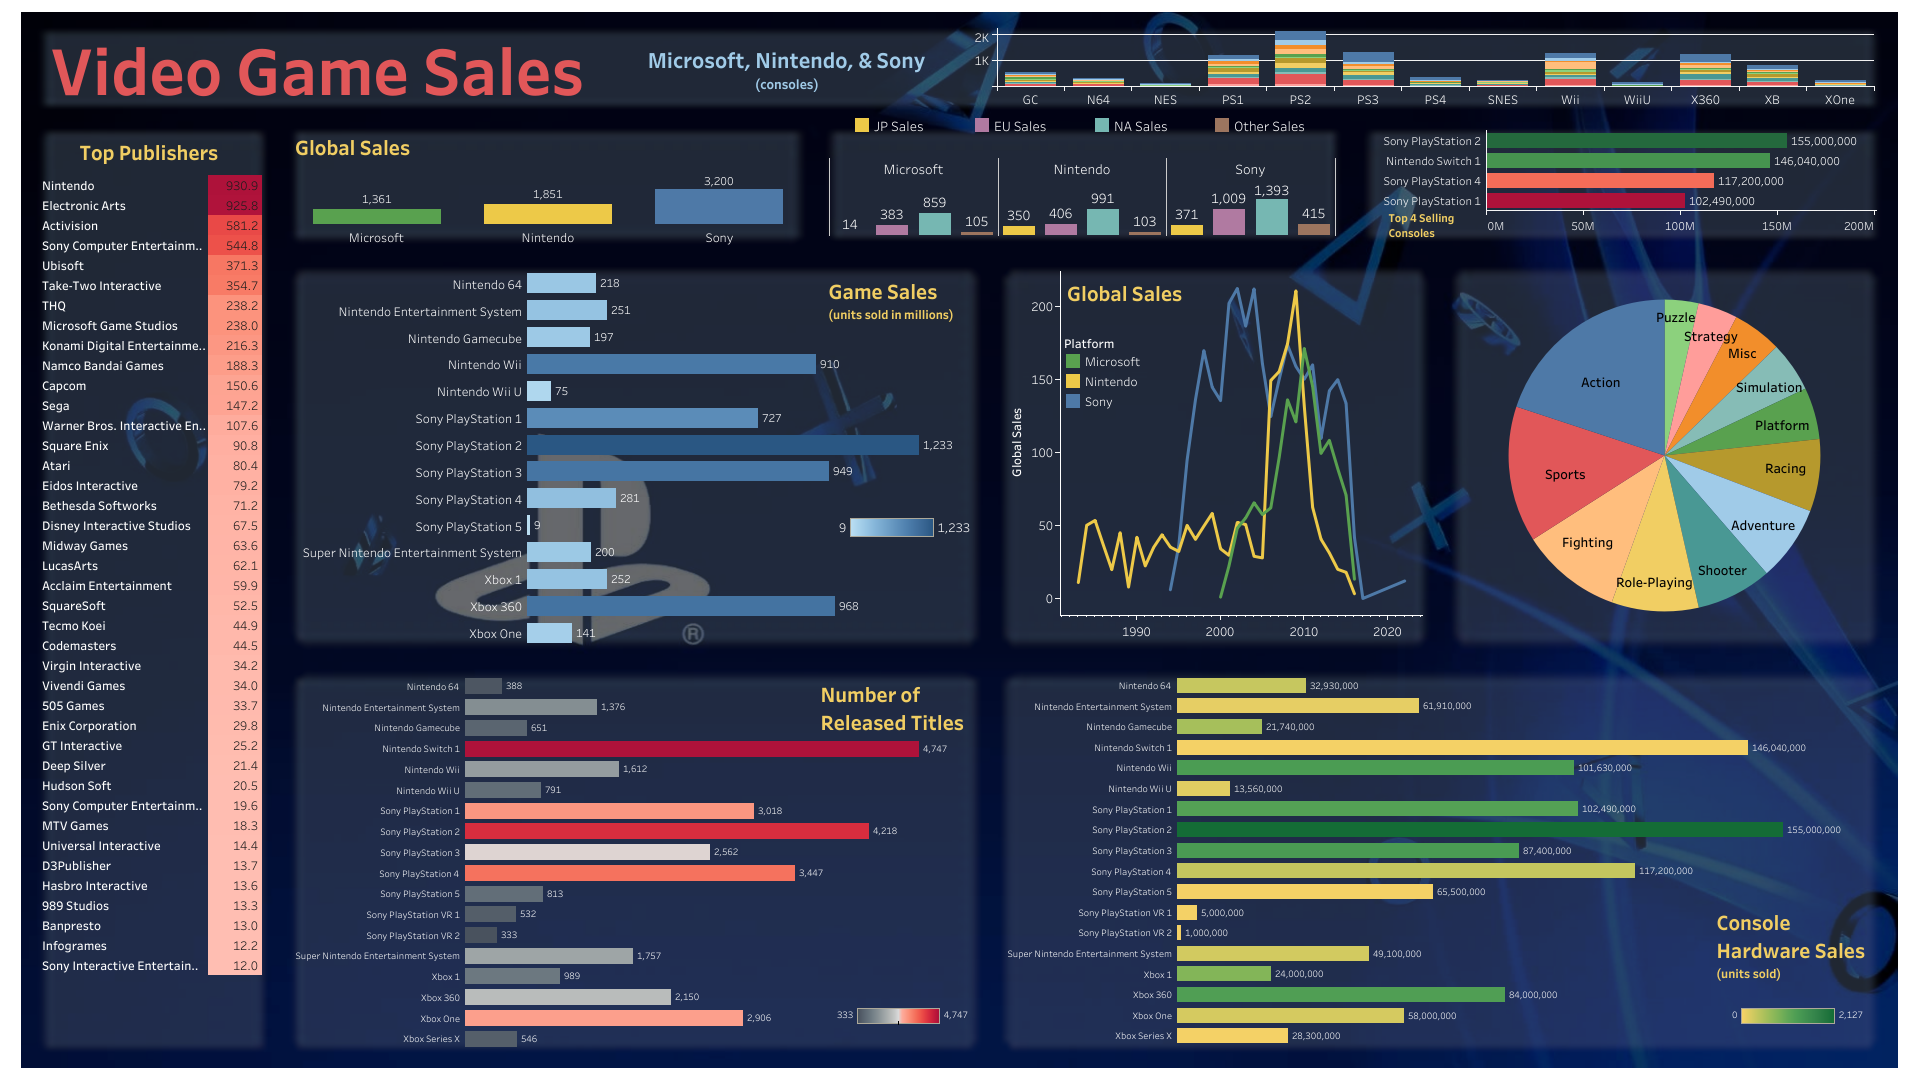 Video Game Sales
Microsoft, Nintendo, & Sony
(consoles)
2K
1K
GC N64 NES PS1 PS2 PS3 PS4 SNES Wii WiiU X360 XB XOne
Top Publishers
Nintendo 930.9
Electronic Arts 925.8
Activision 581.2
Sony Computer Entertainm.. 544.8
Ubisoft 371.3
Take-Two Interactive 354.7
THQ 238.2
Microsoft Game Studios 238.0
Konami Digital Entertainme.. 216.3
Namco Bandai Games 188.3
Capcom 150.6
Sega 147.2
Warner Bros. Interactive En.. 107.6
Square Enix 90.8
Atari 80.4
Eidos Interactive 79.2
Bethesda Softworks 71.2
Disney Interactive Studios 67.5
Midway Games 63.6
LucasArts 62.1
Acclaim Entertainment 59.9
SquareSoft 52.5
Tecmo Koei 44.9
Codemasters 44.5
Virgin Interactive 34.2
Vivendi Games 34.0
505 Games 33.7
Enix Corporation 29.8
GT Interactive 25.2
Deep Silver 21.4
Hudson Soft 20.5
Sony Computer Entertainm.. 19.6
MTV Games 18.3
Universal Interactive 14.4
D3Publisher 13.7
Hasbro Interactive 13.6
989 Studios 13.3
Banpresto 13.0
Infogrames 12.2
Sony Interactive Entertain.. 12.0
Global Sales
1,361 1,851 3,200
Microsoft Nintendo Sony
JP Sales EU Sales NA Sales Other Sales
Microsoft Nintendo Sony
14 383 859 105 350 406 991 103 371 1,009 1,393 415
Sony PlayStation 2 155,000,000
Nintendo Switch 1 146,040,000
Sony PlayStation 4 117,200,000
Sony PlayStation 1 102,490,000
Top 4 Selling
Consoles
0M 50M 100M 150M 200M
Game Sales
(units sold in millions)
Nintendo 64 218
Nintendo Entertainment System 251
Nintendo Gamecube 197
Nintendo Wii 910
Nintendo Wii U 75
Sony PlayStation 1 727
Sony PlayStation 2 1,233
Sony PlayStation 3 949
Sony PlayStation 4 281
Sony PlayStation 5 9
Super Nintendo Entertainment System 200
Xbox 1 252
Xbox 360 968
Xbox One 141
9 1,233
®
Global Sales
Platform
Microsoft
Nintendo
Sony
Global Sales
200
150
100
50
0
1990 2000 2010 2020
Puzzle
Strategy
Misc
Simulation
Platform
Racing
Adventure
Shooter
Role-Playing
Fighting
Sports
Action
Number of
Released Titles
Nintendo 64 388
Nintendo Entertainment System 1,376
Nintendo Gamecube 651
Nintendo Switch 1 4,747
Nintendo Wii 1,612
Nintendo Wii U 791
Sony PlayStation 1 3,018
Sony PlayStation 2 4,218
Sony PlayStation 3 2,562
Sony PlayStation 4 3,447
Sony PlayStation 5 813
Sony PlayStation VR 1 532
Sony PlayStation VR 2 333
Super Nintendo Entertainment System 1,757
Xbox 1 989
Xbox 360 2,150
Xbox One 2,906
Xbox Series X 546
333 4,747
Nintendo 64 32,930,000
Nintendo Entertainment System 61,910,000
Nintendo Gamecube 21,740,000
Nintendo Switch 1 146,040,000
Nintendo Wii 101,630,000
Nintendo Wii U 13,560,000
Sony PlayStation 1 102,490,000
Sony PlayStation 2 155,000,000
Sony PlayStation 3 87,400,000
Sony PlayStation 4 117,200,000
Sony PlayStation 5 65,500,000
Sony PlayStation VR 1 5,000,000
Sony PlayStation VR 2 1,000,000
Super Nintendo Entertainment System 49,100,000
Xbox 1 24,000,000
Xbox 360 84,000,000
Xbox One 58,000,000
Xbox Series X 28,300,000
Console
Hardware Sales
(units sold)
0 2,127